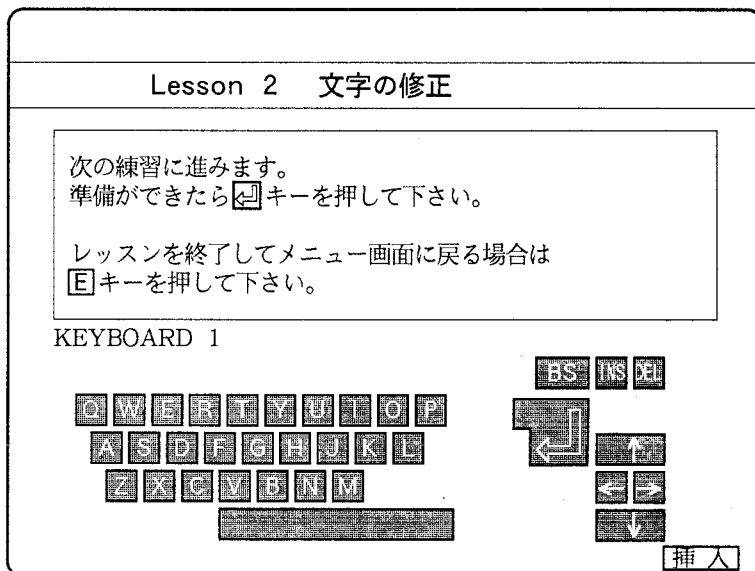 Lesson 2 文字の修正
次の練習に進みます。
準備ができたら↵キーを押して下さい。
レッスンを終了してメニュー画面に戻る場合は
Eキーを押して下さい。
KEYBOARD 1
BS INS DEL
Q W E R T Y U I O P
A S D F G H J K L
↵ ↑
Z X C V B N M
← →
↓
挿入